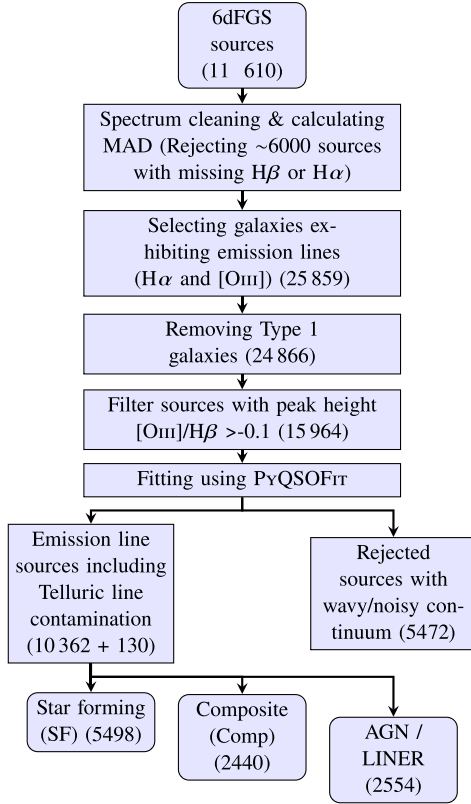 6dFGS
sources
(11 610)
Spectrum cleaning & calculating
MAD (Rejecting ~6000 sources
with missing Hβ or Hα)
Selecting galaxies ex-
hibiting emission lines
(Hα and [OIII]) (25 859)
Removing Type 1
galaxies (24 866)
Filter sources with peak height
[OIII]/Hβ >-0.1 (15 964)
Fitting using PYQSOFIT
Emission line
sources including
Telluric line
contamination
(10 362 + 130)
Rejected
sources with
wavy/noisy con-
tinuum (5472)
Star forming
(SF) (5498)
Composite
(Comp)
(2440)
AGN /
LINER
(2554)